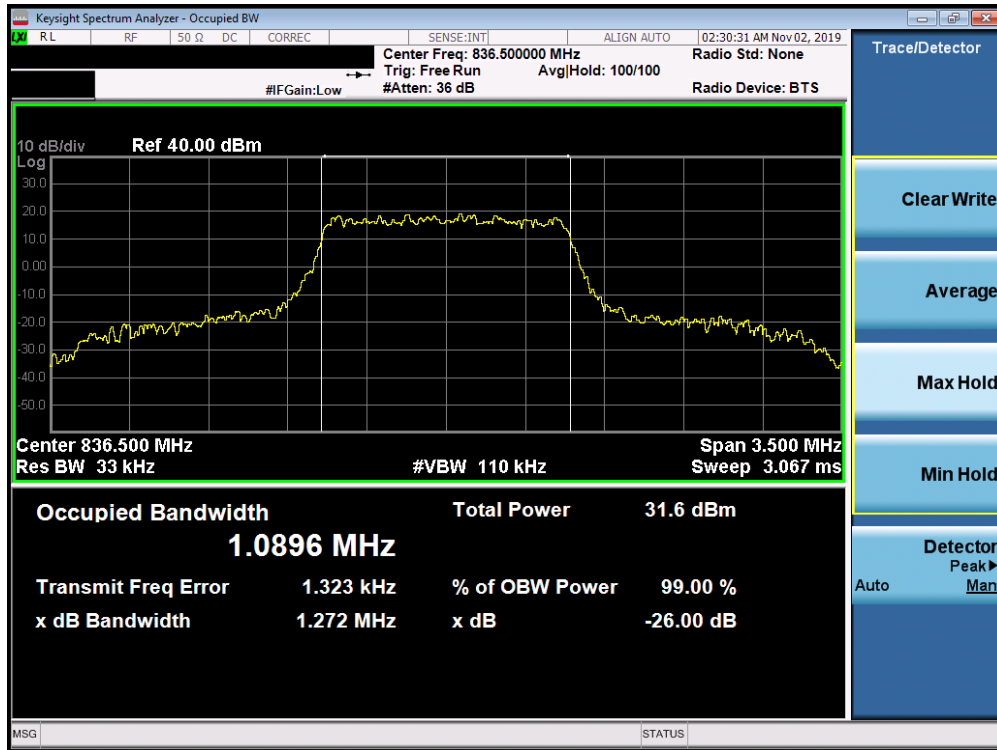 Keysight Spectrum Analyzer - Occupied BW
LXI RL RF 50 Ω DC CORREC SENSE:INT ALIGN AUTO 02:30:31 AM Nov 02, 2019
Center Freq: 836.500000 MHz Radio Std: None
Trig: Free Run Avg|Hold: 100/100
#IFGain:Low #Atten: 36 dB Radio Device: BTS
Trace/Detector
10 dB/div Ref 40.00 dBm
Log
30.0
20.0
10.0
0.00
-10.0
-20.0
-30.0
-40.0
-50.0
Center 836.500 MHz Span 3.500 MHz
Res BW 33 kHz #VBW 110 kHz Sweep 3.067 ms
Occupied Bandwidth Total Power 31.6 dBm
1.0896 MHz
Transmit Freq Error 1.323 kHz % of OBW Power 99.00 %
x dB Bandwidth 1.272 MHz x dB -26.00 dB
Clear Write
Average
Max Hold
Min Hold
Detector
Peak▶
Auto Man
MSG STATUS